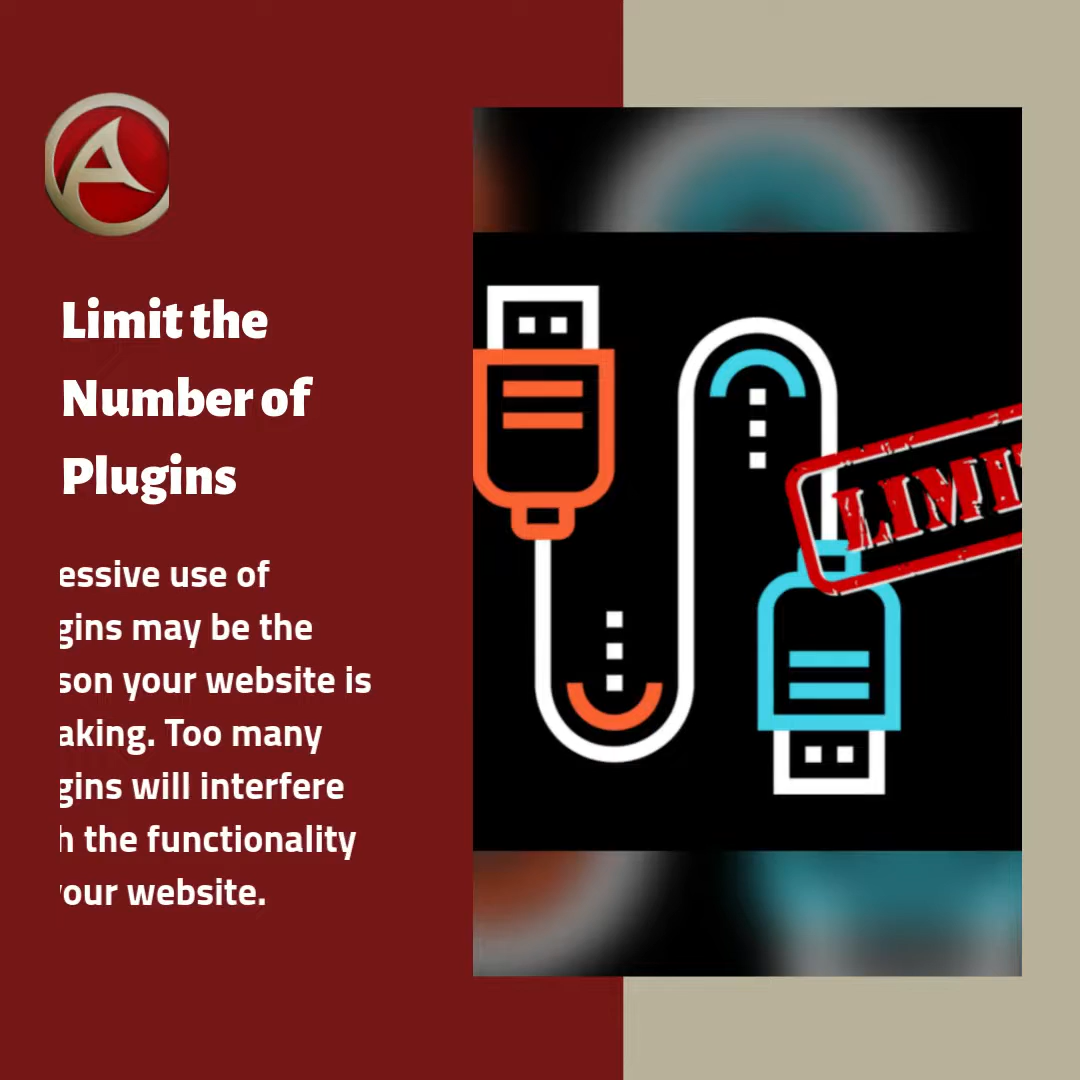 Limit the
Number of
Plugins
essive use of
gins may be the
son your website is
aking. Too many
gins will interfere
h the functionality
our website.
LIMI